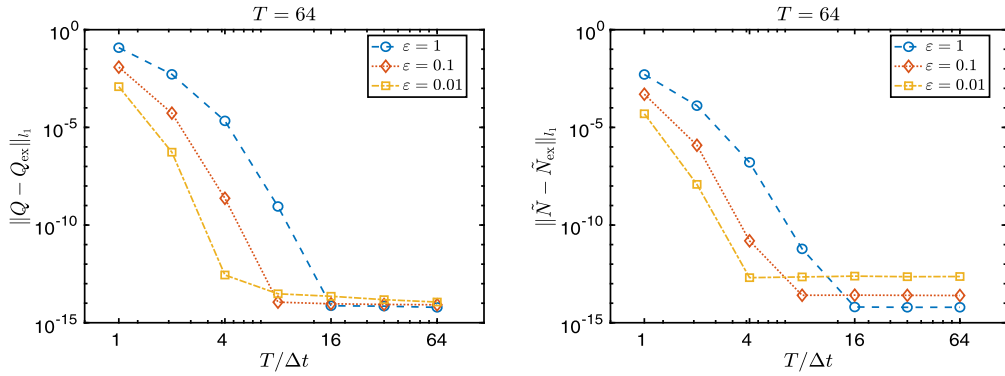 T = 64
10^0
10^{-5}
10^{-10}
10^{-15}
‖Q − Q_ex‖_{l_1}
1 4 16 64
T/Δt
ε = 1
ε = 0.1
ε = 0.01
T = 64
10^0
10^{-5}
10^{-10}
10^{-15}
‖Ñ − Ñ_ex‖_{l_1}
1 4 16 64
T/Δt
ε = 1
ε = 0.1
ε = 0.01